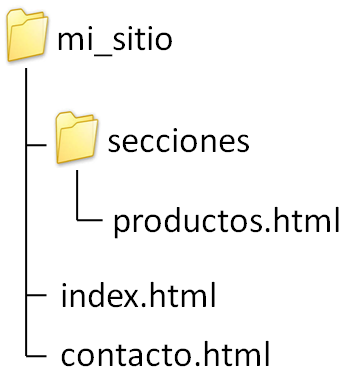 mi_sitio
secciones
productos.html
index.html
contacto.html